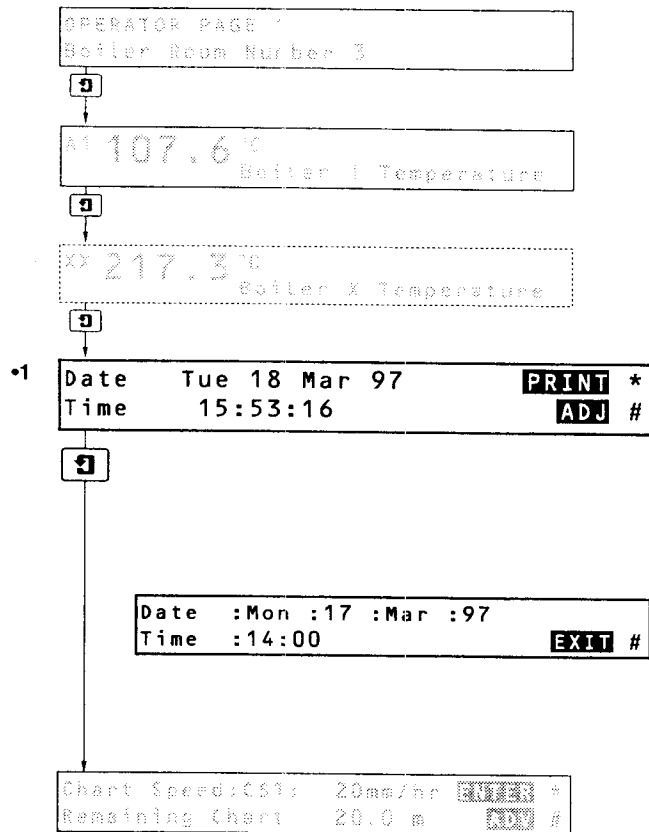 OPERATOR PAGE 1
Boiler Room Number 3
A1 107.6 °C
Boiler 1 Temperature
XX 217.3 °C
Boiler X Temperature
•1
Date Tue 18 Mar 97 PRINT *
Time 15:53:16 ADJ #
Date :Mon :17 :Mar :97
Time :14:00 EXIT #
Chart Speed:CS1: 20mm/hr ENTER *
Remaining Chart 20.0 m ADV #